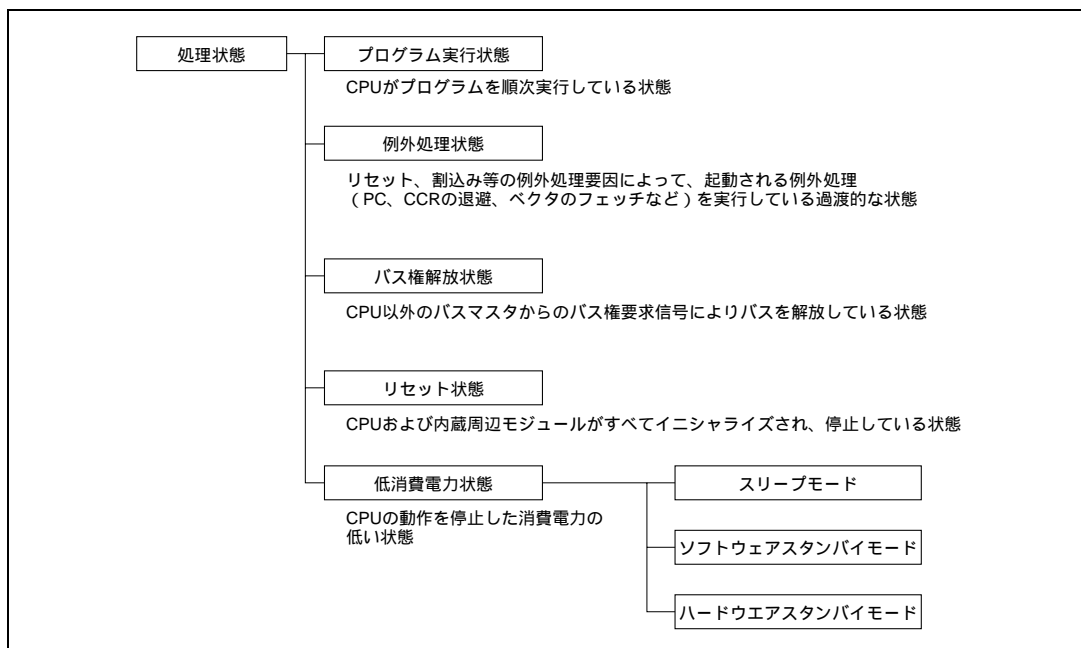 処理状態
プログラム実行状態
CPUがプログラムを順次実行している状態
例外処理状態
リセット、割込み等の例外処理要因によって、起動される例外処理
(PC、CCRの退避、ベクタのフェッチなど)を実行している過渡的な状態
バス権解放状態
CPU以外のバスマスタからのバス権要求信号によりバスを解放している状態
リセット状態
CPUおよび内蔵周辺モジュールがすべてイニシャライズされ、停止している状態
低消費電力状態
CPUの動作を停止した消費電力の
低い状態
スリープモード
ソフトウェアスタンバイモード
ハードウエアスタンバイモード